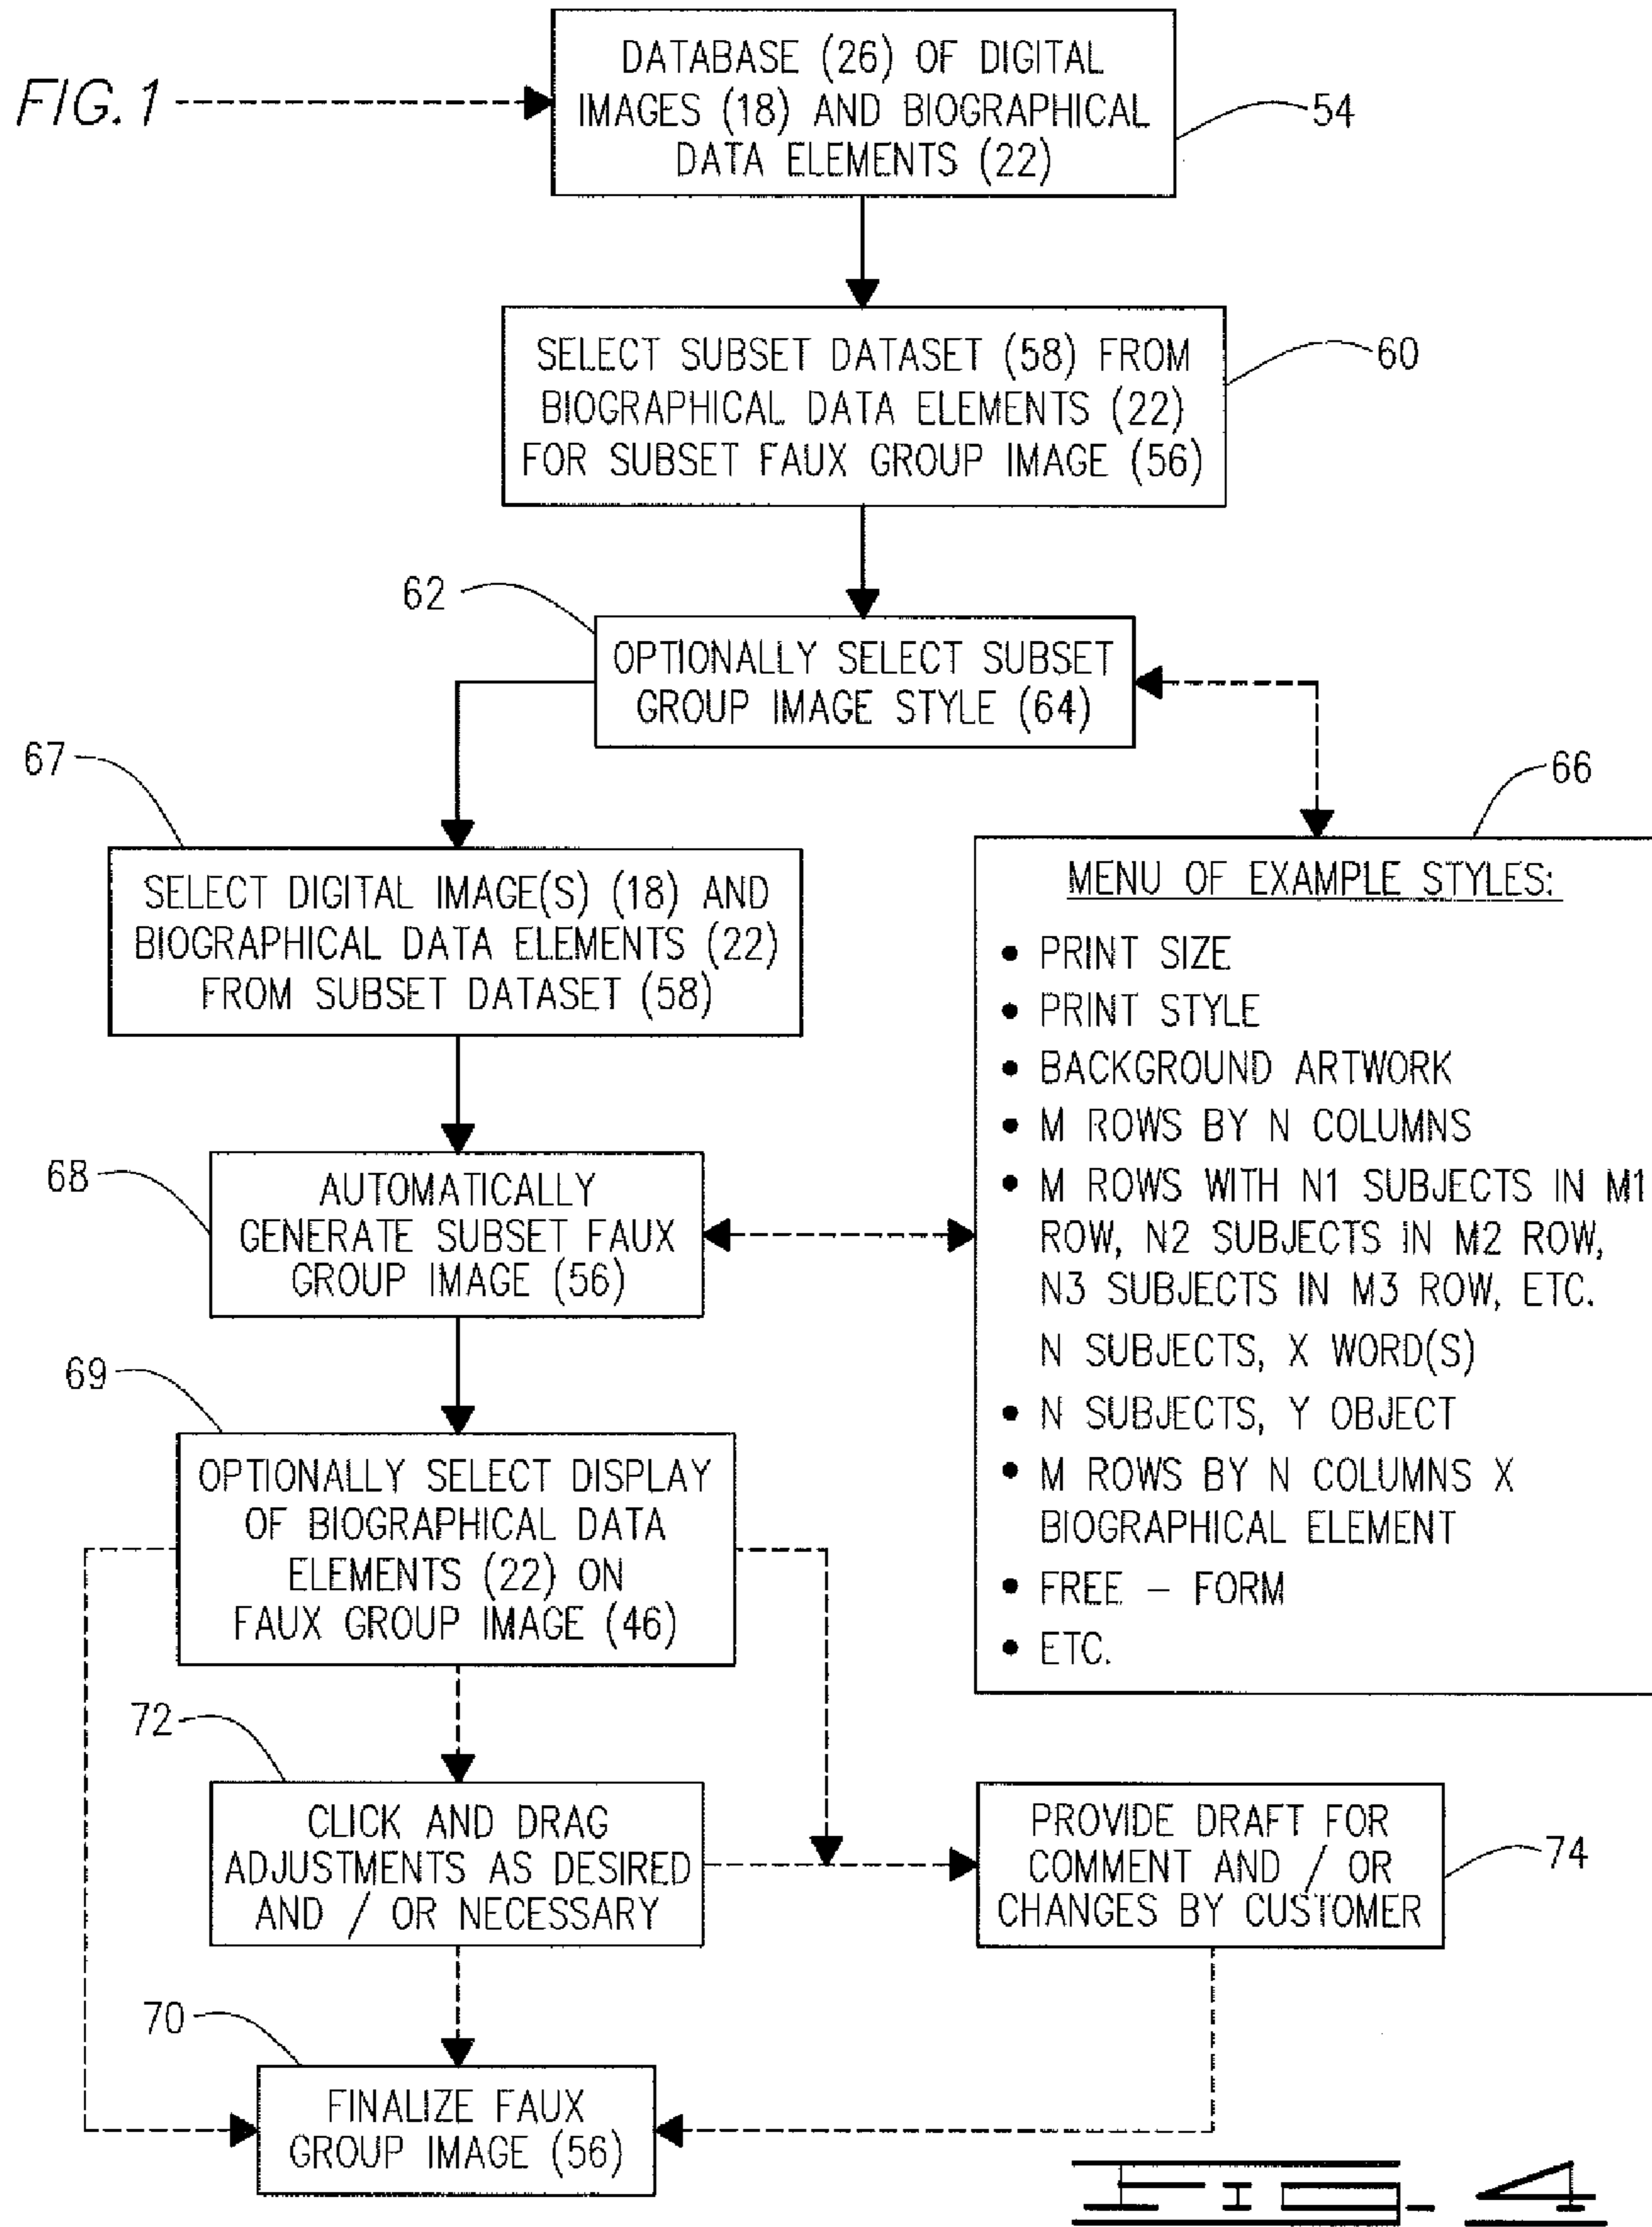 FIG. 1
DATABASE (26) OF DIGITAL
IMAGES (18) AND BIOGRAPHICAL
DATA ELEMENTS (22)
54
SELECT SUBSET DATASET (58) FROM
BIOGRAPHICAL DATA ELEMENTS (22)
FOR SUBSET FAUX GROUP IMAGE (56)
60
62
OPTIONALLY SELECT SUBSET
GROUP IMAGE STYLE (64)
67
SELECT DIGITAL IMAGE(S) (18) AND
BIOGRAPHICAL DATA ELEMENTS (22)
FROM SUBSET DATASET (58)
66
MENU OF EXAMPLE STYLES:
• PRINT SIZE
• PRINT STYLE
• BACKGROUND ARTWORK
• M ROWS BY N COLUMNS
• M ROWS WITH N1 SUBJECTS IN M1
ROW, N2 SUBJECTS IN M2 ROW,
N3 SUBJECTS IN M3 ROW, ETC.
N SUBJECTS, X WORD(S)
• N SUBJECTS, Y OBJECT
• M ROWS BY N COLUMNS X
BIOGRAPHICAL ELEMENT
• FREE – FORM
• ETC.
68
AUTOMATICALLY
GENERATE SUBSET FAUX
GROUP IMAGE (56)
69
OPTIONALLY SELECT DISPLAY
OF BIOGRAPHICAL DATA
ELEMENTS (22) ON
FAUX GROUP IMAGE (46)
72
CLICK AND DRAG
ADJUSTMENTS AS DESIRED
AND / OR NECESSARY
PROVIDE DRAFT FOR
COMMENT AND / OR
CHANGES BY CUSTOMER
74
70
FINALIZE FAUX
GROUP IMAGE (56)
FIG. 4